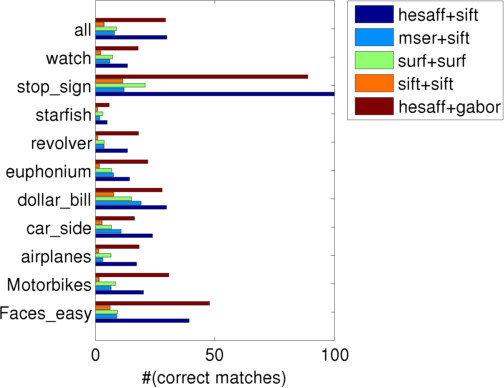 all
watch
stop_sign
starfish
revolver
euphonium
dollar_bill
car_side
airplanes
Motorbikes
Faces_easy
0 50 100
#(correct matches)
hesaff+sift
mser+sift
surf+surf
sift+sift
hesaff+gabor